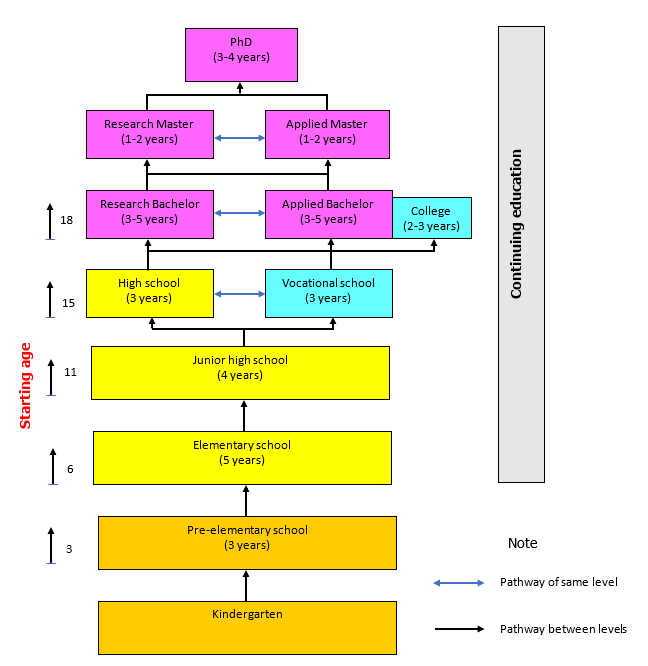 PhD
(3-4 years)
Research Master
(1-2 years)
Applied Master
(1-2 years)
Research Bachelor
(3-5 years)
Applied Bachelor
(3-5 years)
College
(2-3 years)
18
High school
(3 years)
Vocational school
(3 years)
15
Junior high school
(4 years)
11
Elementary school
(5 years)
6
Pre-elementary school
(3 years)
3
Kindergarten
Starting age
Continuing education
Note
Pathway of same level
Pathway between levels